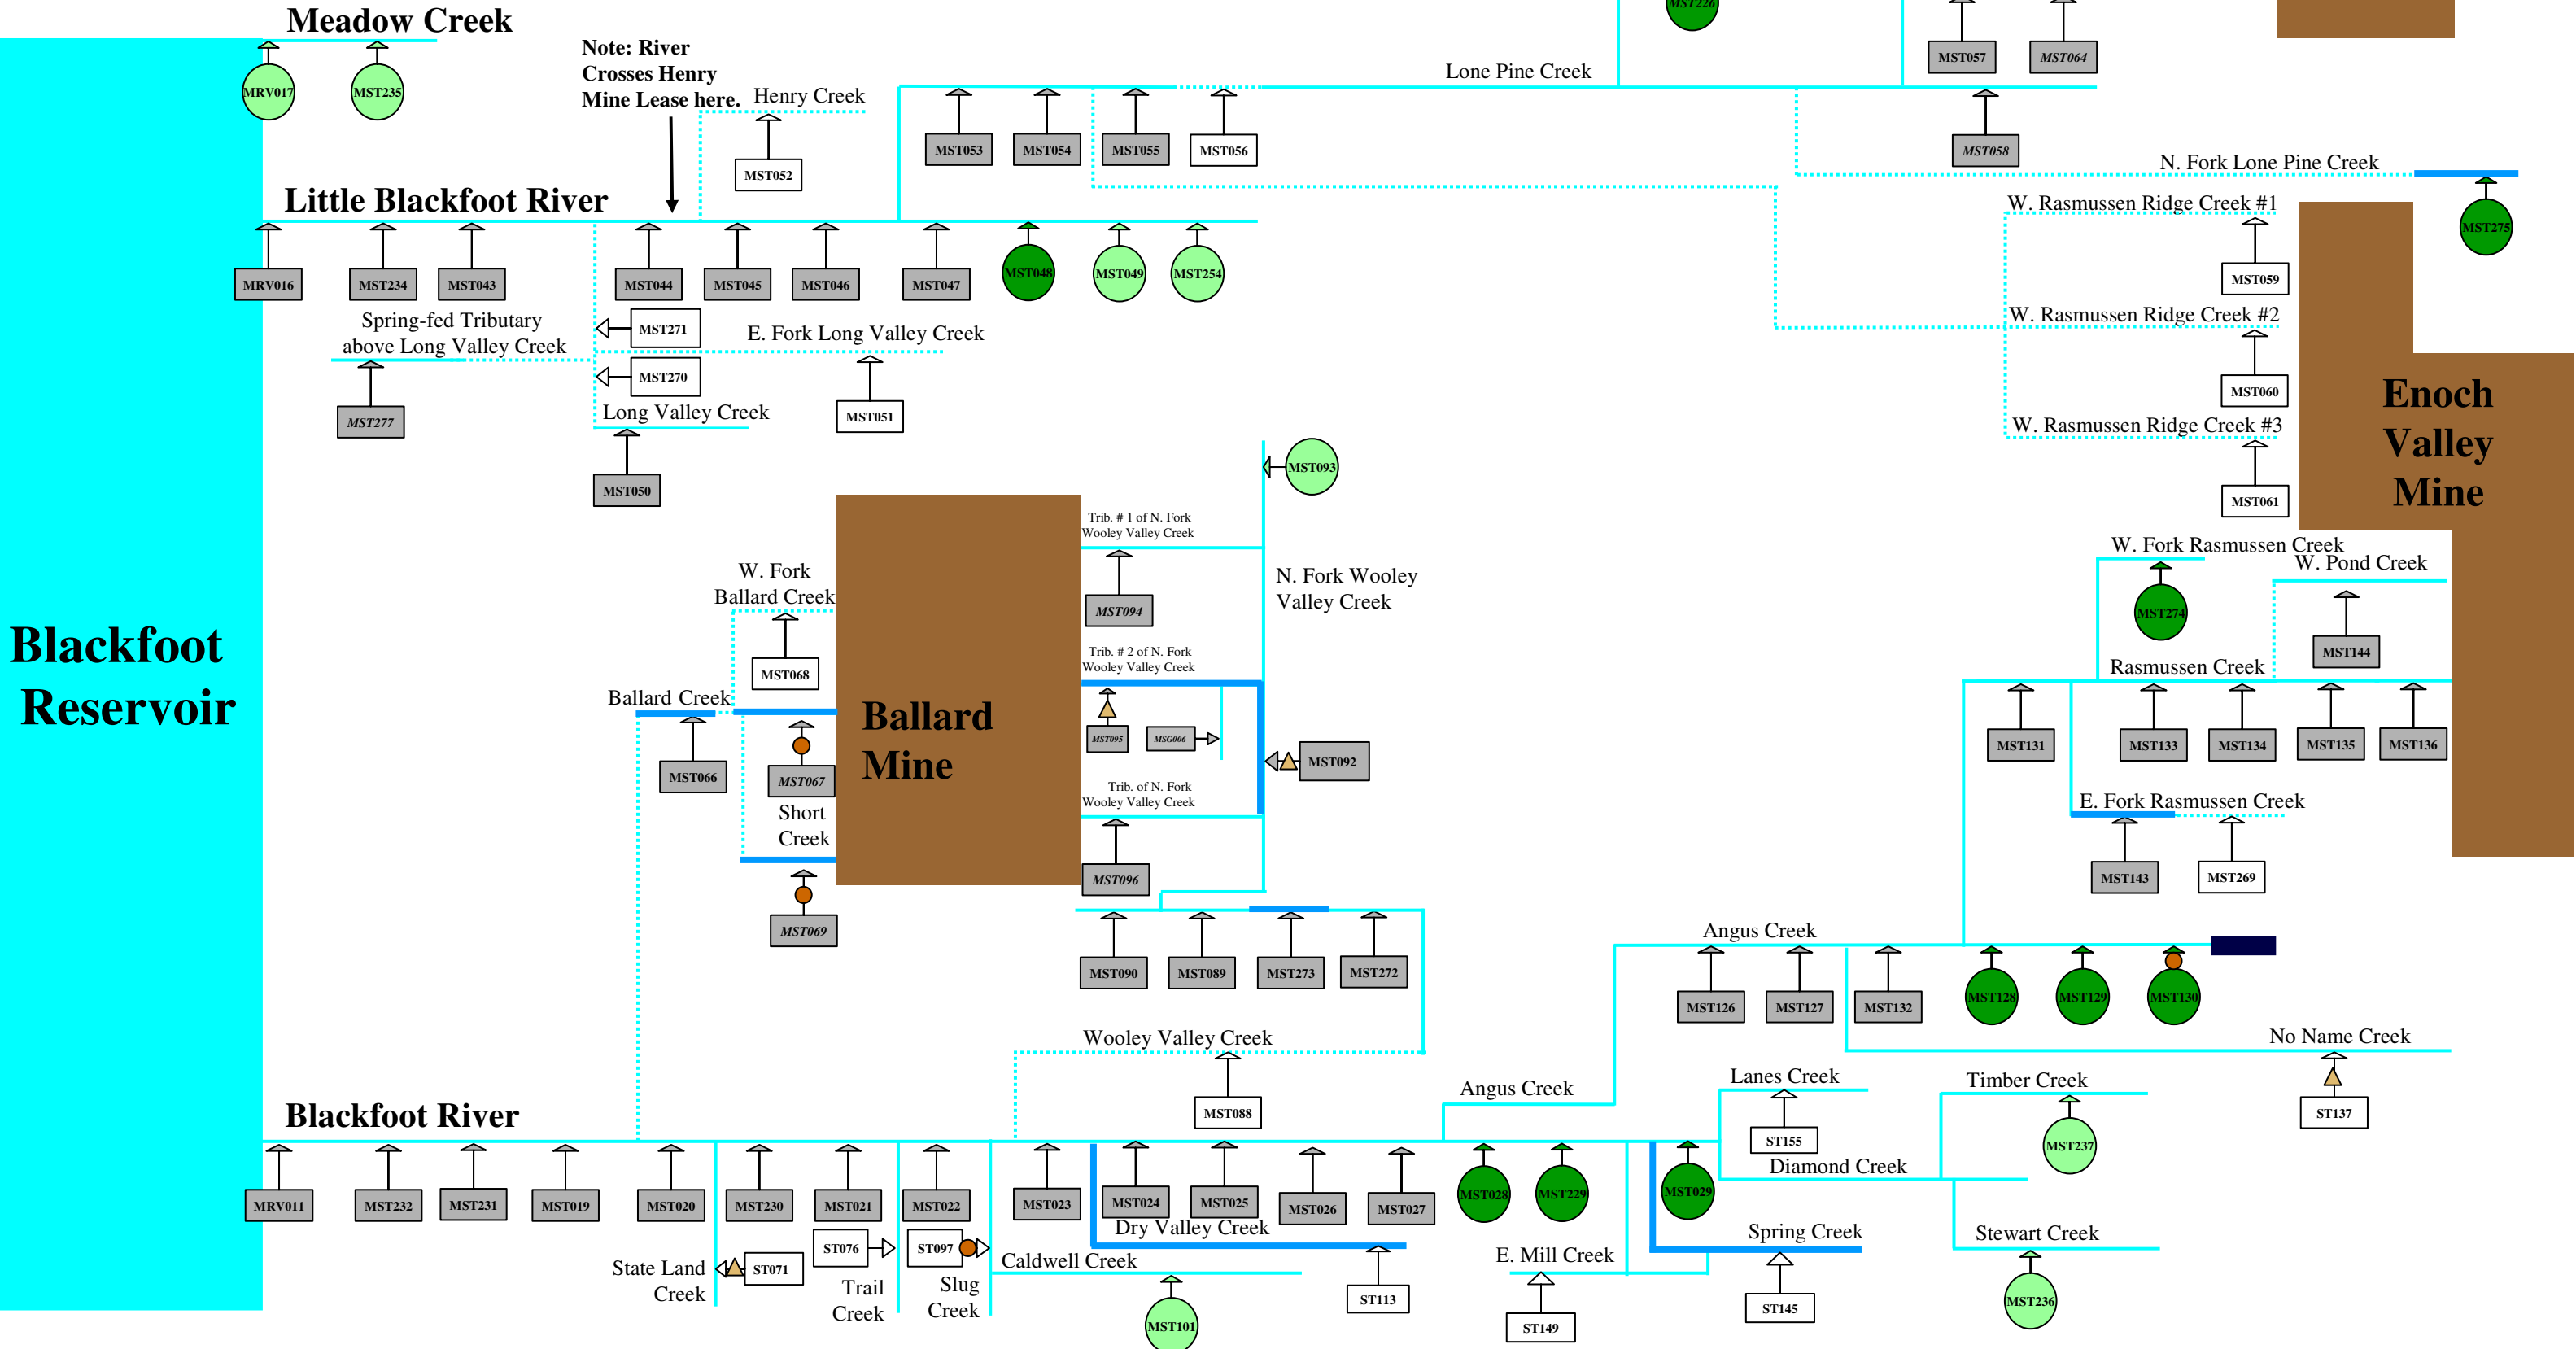 Meadow Creek
MST226
MST057
MST064
MRV017
MST235
Note: River
Crosses Henry
Mine Lease here.
Henry Creek
Lone Pine Creek
MST052
MST053
MST054
MST055
MST056
MST058
N. Fork Lone Pine Creek
MST275
Little Blackfoot River
W. Rasmussen Ridge Creek #1
MST059
MRV016
MST234
MST043
MST044
MST045
MST046
MST047
MST048
MST049
MST254
Spring-fed Tributary
above Long Valley Creek
MST271
E. Fork Long Valley Creek
W. Rasmussen Ridge Creek #2
MST060
MST270
MST277
Long Valley Creek
MST051
W. Rasmussen Ridge Creek #3
MST061
Enoch
Valley
Mine
MST050
MST093
Trib. # 1 of N. Fork
Wooley Valley Creek
MST094
N. Fork Wooley
Valley Creek
W. Fork Rasmussen Creek
W. Pond Creek
MST274
MST144
W. Fork
Ballard Creek
MST068
Blackfoot
Reservoir
Ballard Creek
MST066
MST067
Ballard
Mine
Trib. # 2 of N. Fork
Wooley Valley Creek
MST095
MSG006
MST092
Rasmussen Creek
MST131
MST133
MST134
MST135
MST136
Short
Creek
Trib. of N. Fork
Wooley Valley Creek
MST096
E. Fork Rasmussen Creek
MST143
MST269
MST069
MST090
MST089
MST273
MST272
Angus Creek
MST126
MST127
MST132
MST128
MST129
MST130
Wooley Valley Creek
MST088
No Name Creek
ST137
Blackfoot River
Angus Creek
Lanes Creek
ST155
Timber Creek
MST237
Diamond Creek
MRV011
MST232
MST231
MST019
MST020
MST230
MST021
MST022
MST023
MST024
MST025
MST026
MST027
MST028
MST229
MST029
Dry Valley Creek
ST076
ST097
State Land
Creek
ST071
Trail
Creek
Slug
Creek
Caldwell Creek
MST101
ST113
E. Mill Creek
ST149
Spring Creek
ST145
Stewart Creek
MST236